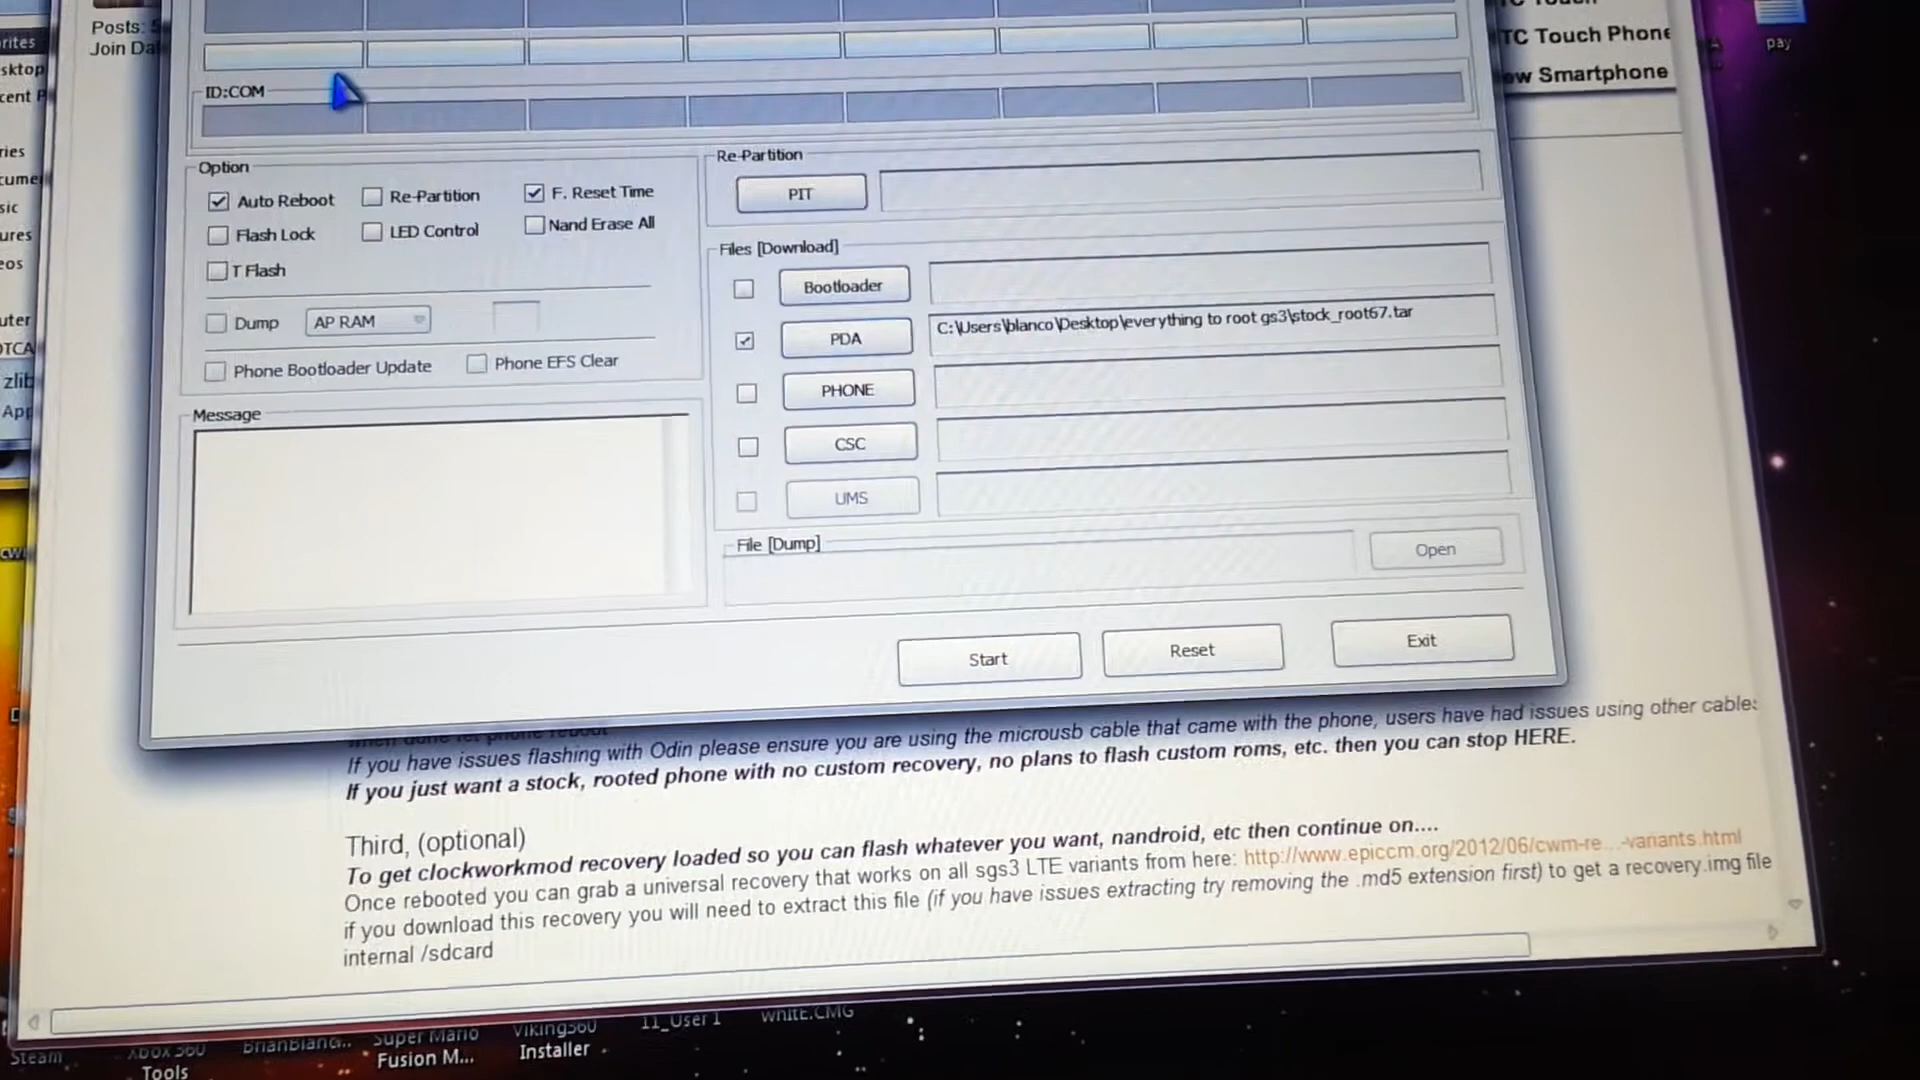 Posts:
Join Da
TC Touch Phone
ew Smartphone
pay
rites
sktop
cent P
ries
cume
sic
ures
eos
uter
OTCA
zlib
App
ID:COM
Option
Auto Reboot
Re-Partition
F. Reset Time
Flash Lock
LED Control
Nand Erase All
T Flash
Dump
AP RAM
Phone Bootloader Update
Phone EFS Clear
Message
Re-Partition
PIT
Files [Download]
Bootloader
PDA
C:\Users\blanco\Desktop\everything to root gs3\stock_root67.tar
PHONE
CSC
UMS
File [Dump]
Open
Start
Reset
Exit
when done let phone reboot
If you have issues flashing with Odin please ensure you are using the microusb cable that came with the phone, users have had issues using other cables
If you just want a stock, rooted phone with no custom recovery, no plans to flash custom roms, etc. then you can stop HERE.
Third, (optional)
To get clockworkmod recovery loaded so you can flash whatever you want, nandroid, etc then continue on....
Once rebooted you can grab a universal recovery that works on all sgs3 LTE variants from here: http://www.epiccm.org/2012/06/cwm-re...-variants.html
if you download this recovery you will need to extract this file (if you have issues extracting try removing the .md5 extension first) to get a recovery.img file
internal /sdcard
Steam
Xbox 360
Tools
BrianBlanc..
Super Mario
Fusion M...
Viking360
Installer
11_User1
whitE.CMG